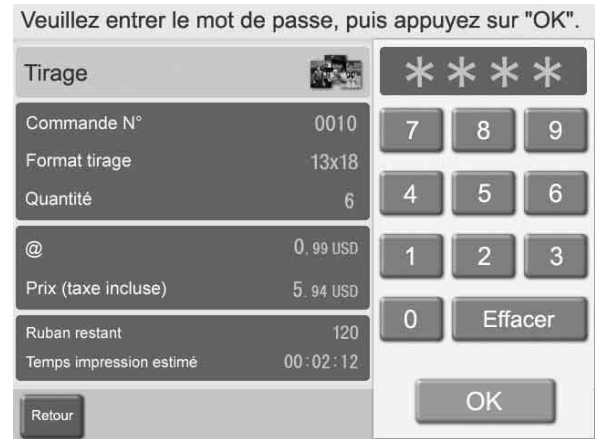 Veuillez entrer le mot de passe, puis appuyez sur "OK".
Tirage
Commande N° 0010
Format tirage 13x18
Quantité 6
@ 0.99 USD
Prix (taxe incluse) 5.94 USD
Ruban restant 120
Temps impression estimé 00:02:12
Retour
* * * *
7 8 9
4 5 6
1 2 3
0 Effacer
OK